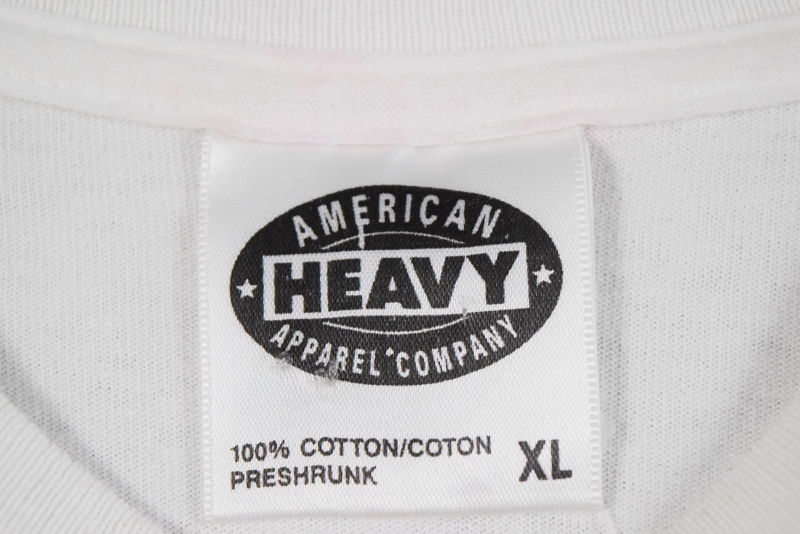 AMERICAN
HEAVY
APPAREL COMPANY
100% COTTON/COTON
PRESHRUNK
XL